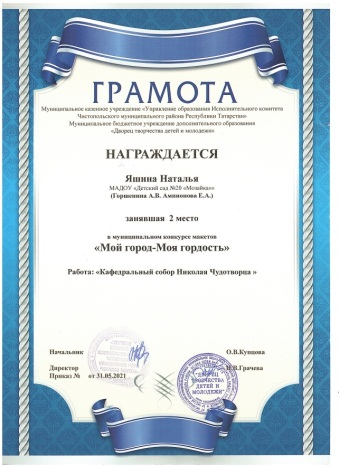 ГРАМОТА
Муниципальное казенное учреждение «Управление образования Исполнительного комитета
Чистопольского муниципального района Республики Татарстан»
Муниципальное бюджетное учреждение дополнительного образования
«Дворец творчества детей и молодежи»
НАГРАЖДАЕТСЯ
Яшина Наталья
МАДОУ «Детский сад №20 «Мозайка»»
(Горшенина А.В. Ампионова Е.А.)
занявшая 2 место
в муниципальном конкурсе макетов
«Мой город-Моя гордость»
Работа: «Кафедральный собор Николая Чудотворца »
Начальник О.В.Купцова
Директор И.В.Грачева
Приказ № от 31.05.2021
ДВОРЕЦ
ТВОРЧЕСТВА
ДЕТЕЙ И
МОЛОДЕЖИ